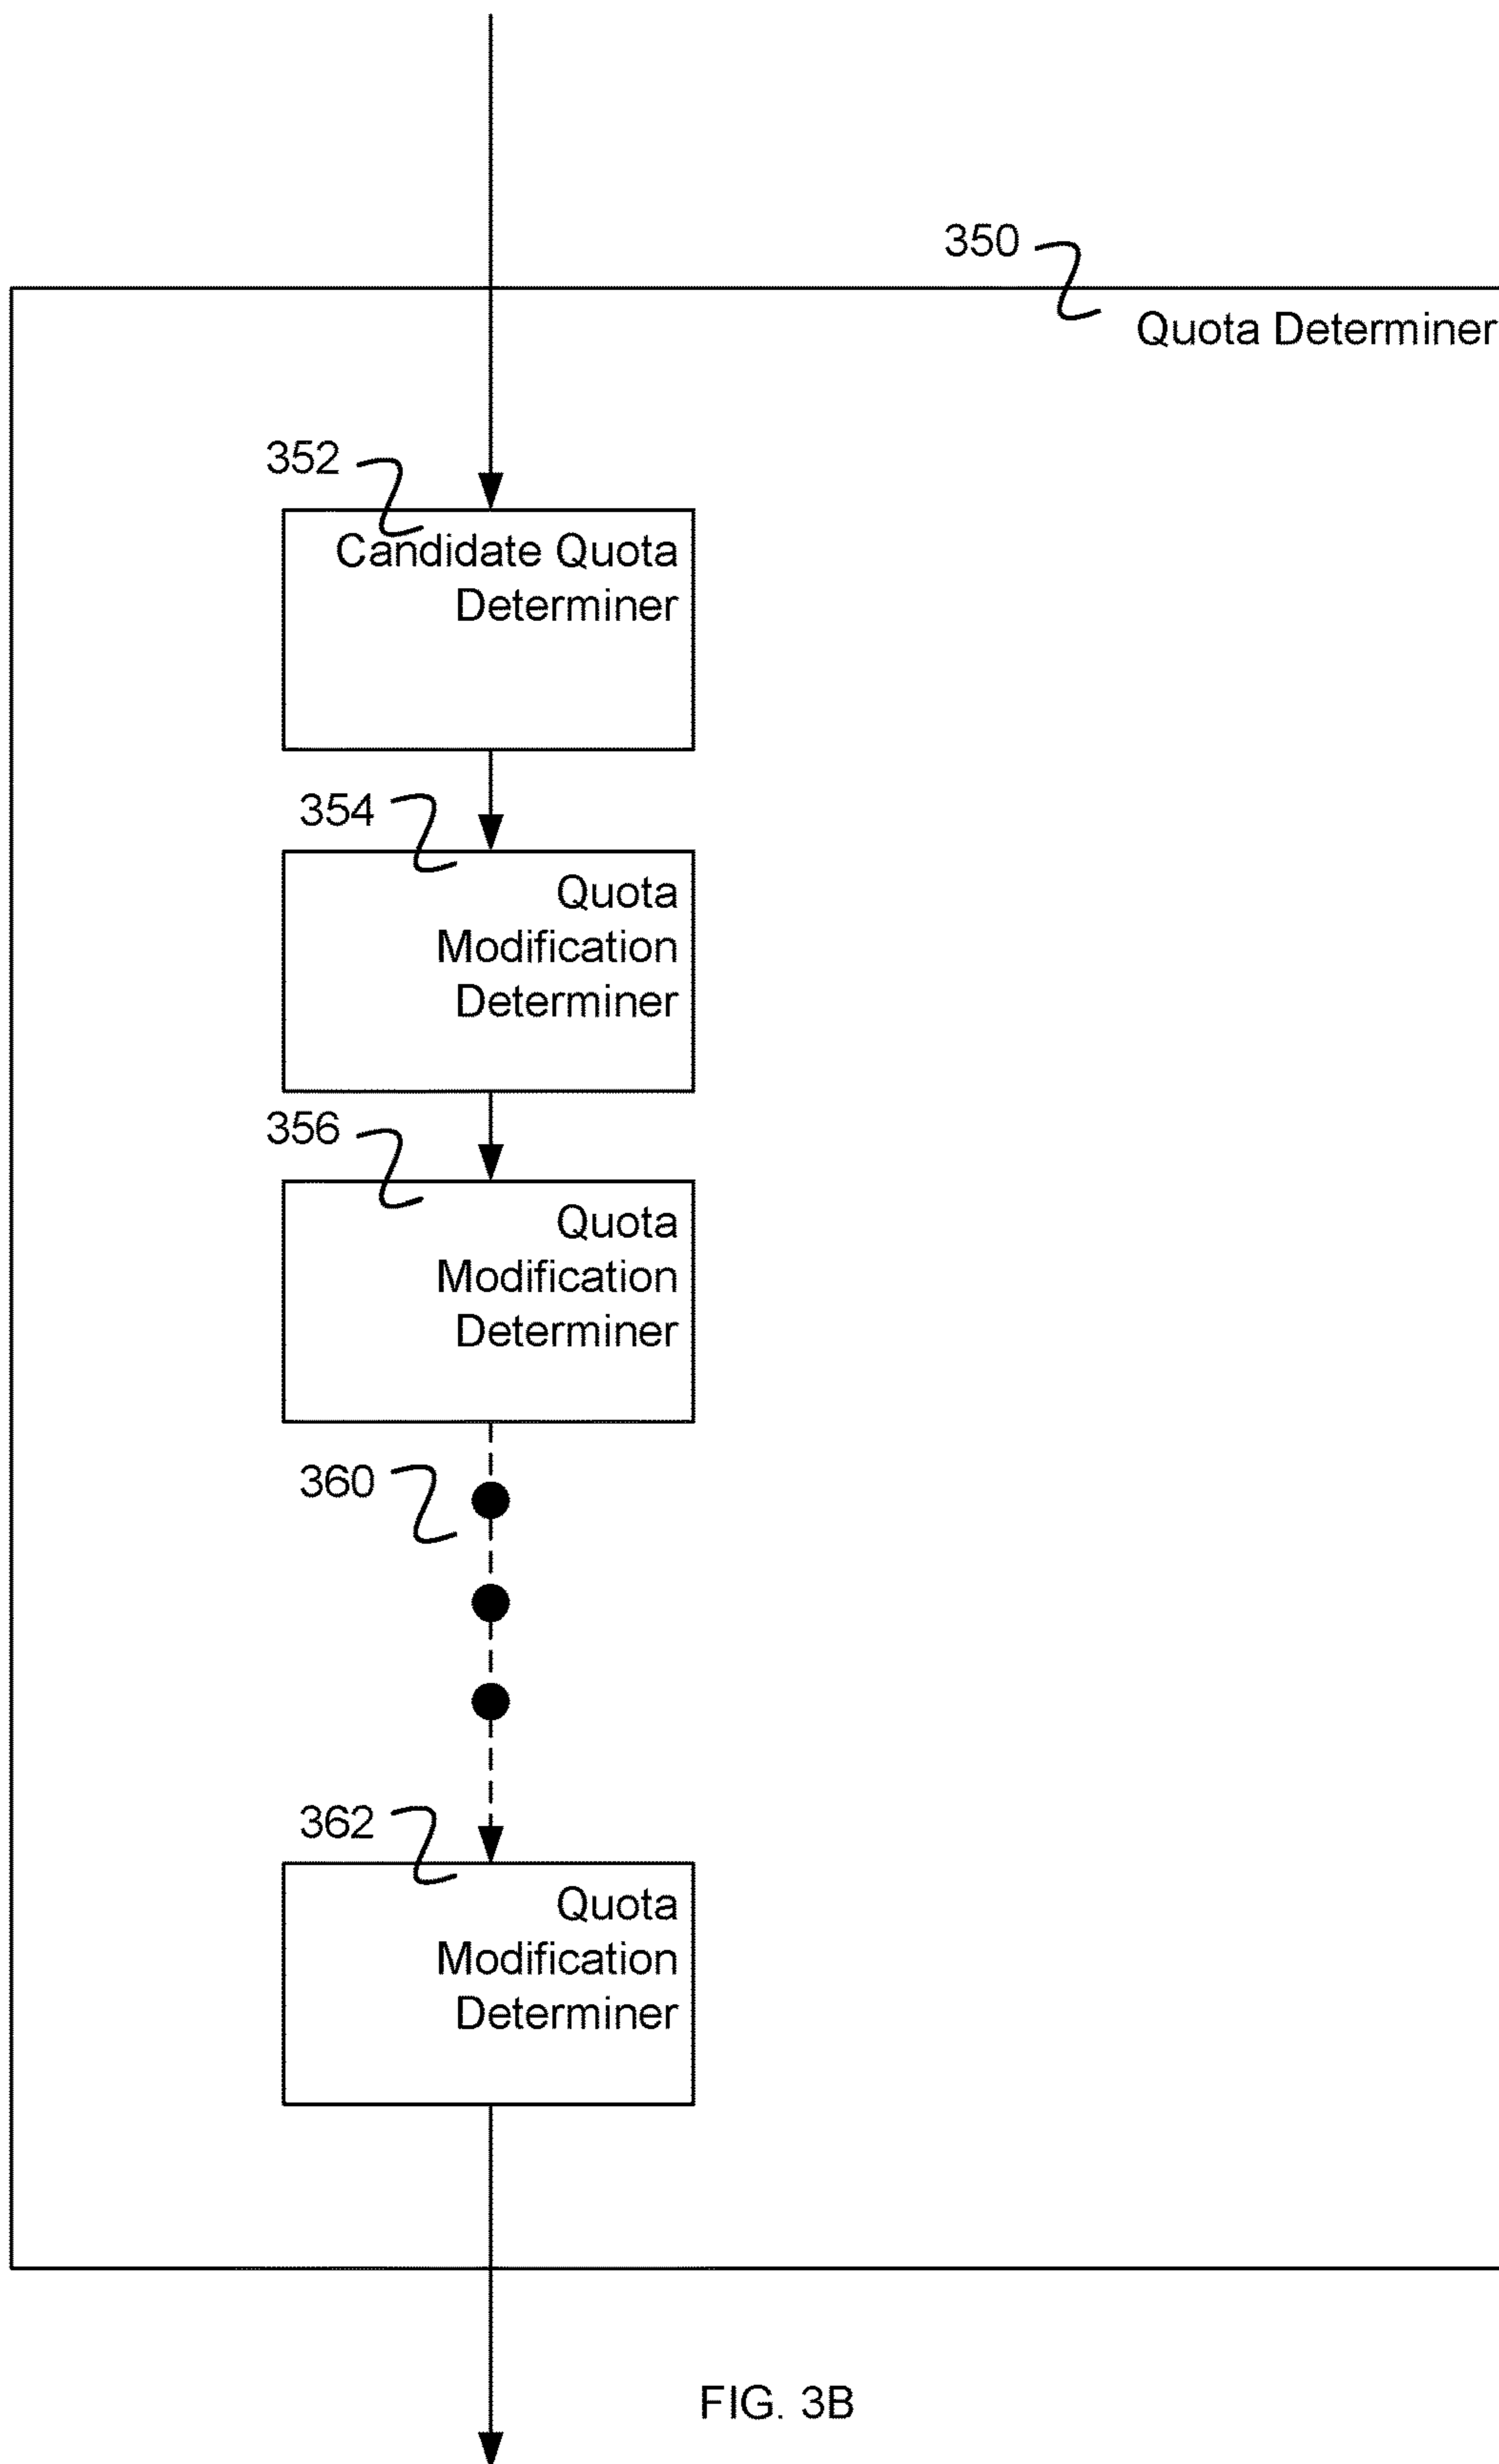 350
Quota Determiner
352
Candidate Quota
Determiner
354
Quota
Modification
Determiner
356
Quota
Modification
Determiner
360
362
Quota
Modification
Determiner
FIG. 3B